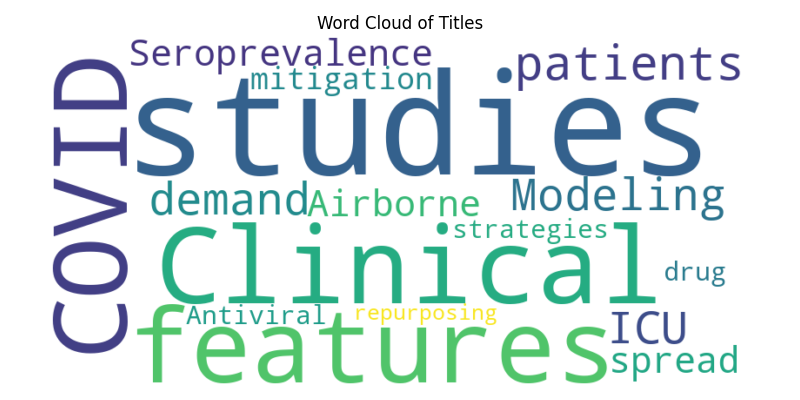 Word Cloud of Titles
Seroprevalence
patients
mitigation
COVID
studies
demand
Airborne
Modeling
strategies
Clinical
drug
Antiviral
repurposing
ICU
features
spread